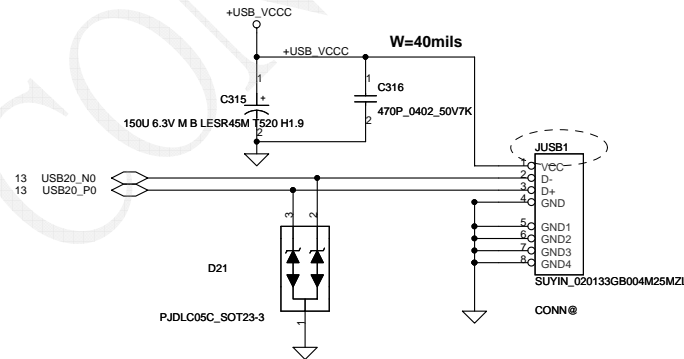 +USB_VCCC
+USB_VCCC
W=40mils
1
C315
+
150U 6.3V M B LESR45M T520 H1.9
2
1
C316
470P_0402_50V7K
2
13 USB20_N0
13 USB20_P0
3
2
D21
PJDLC05C_SOT23-3
1
JUSB1
1 VCC
2 D-
3 D+
4 GND
5 GND1
6 GND2
7 GND3
8 GND4
SUYIN_020133GB004M25MZL
CONN@